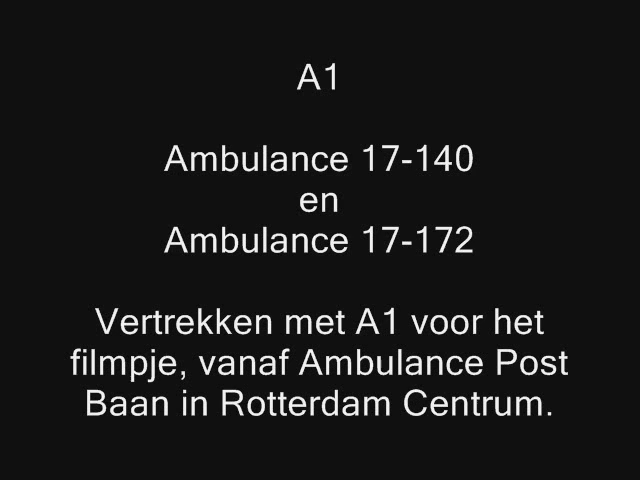 A1
Ambulance 17-140
en
Ambulance 17-172
Vertrekken met A1 voor het
filmpje, vanaf Ambulance Post
Baan in Rotterdam Centrum.